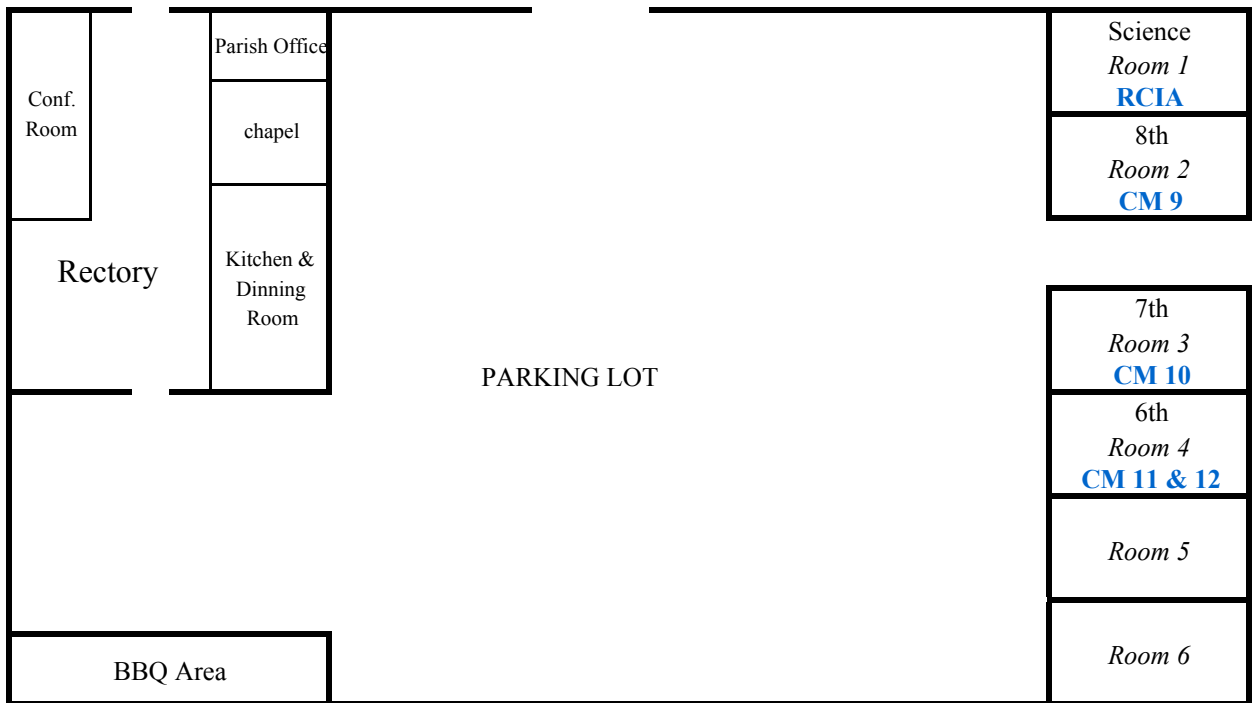 Conf.
Room
Parish Office
chapel
Kitchen &
Dinning
Room
Rectory
PARKING LOT
BBQ Area
Science
Room 1
RCIA
8th
Room 2
CM 9
7th
Room 3
CM 10
6th
Room 4
CM 11 & 12
Room 5
Room 6